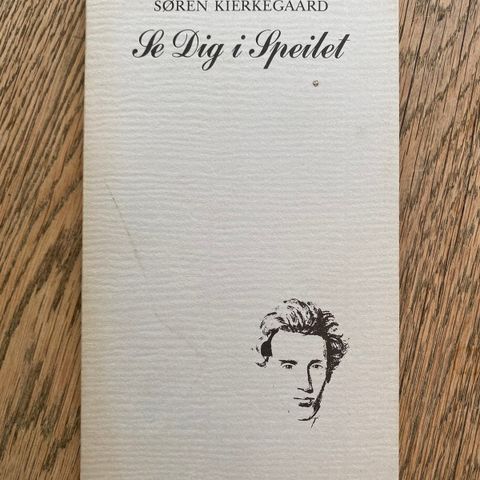 SØREN KIERKEGAARD
Se Dig i Speilet